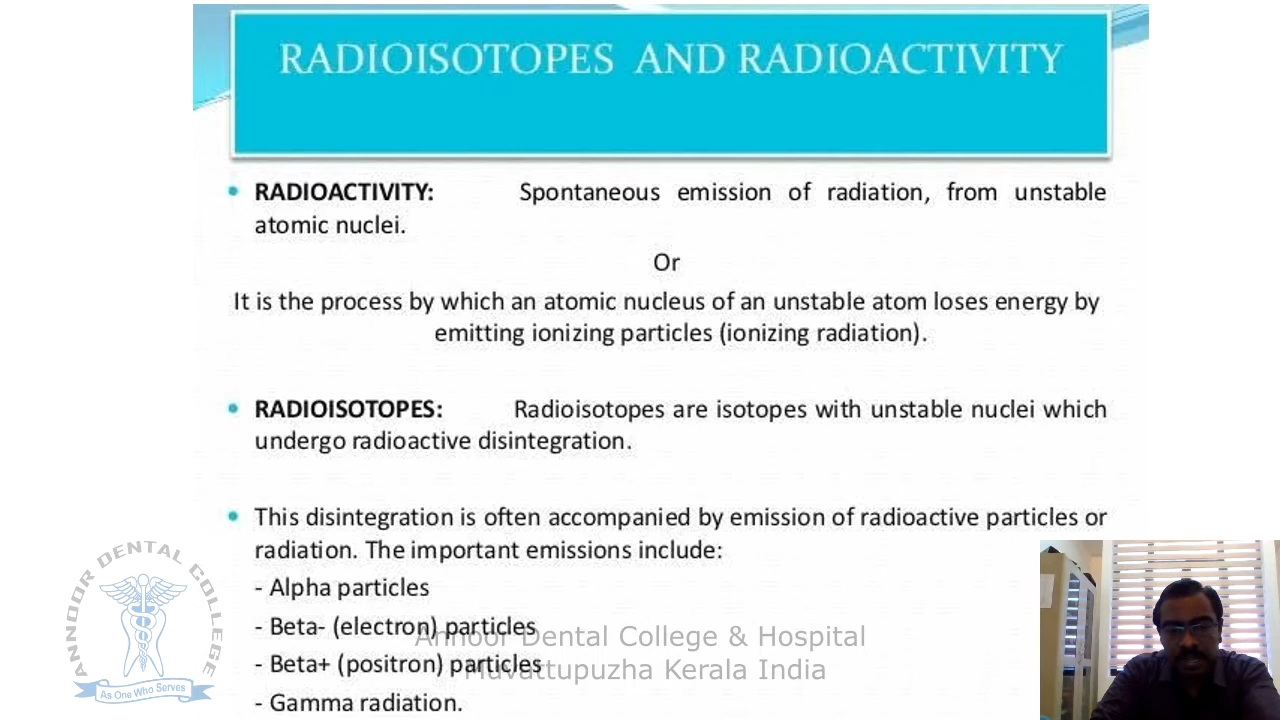 RADIOISOTOPES AND RADIOACTIVITY
• RADIOACTIVITY: Spontaneous emission of radiation, from unstable
atomic nuclei.
Or
It is the process by which an atomic nucleus of an unstable atom loses energy by
emitting ionizing particles (ionizing radiation).
• RADIOISOTOPES: Radioisotopes are isotopes with unstable nuclei which
undergo radioactive disintegration.
• This disintegration is often accompanied by emission of radioactive particles or
radiation. The important emissions include:
- Alpha particles
- Beta- (electron) particles
- Beta+ (positron) particles
- Gamma radiation.
Annoor Dental College & Hospital
Muvattupuzha Kerala India
ANNOOR DENTAL COLLEGE
As One Who Serves